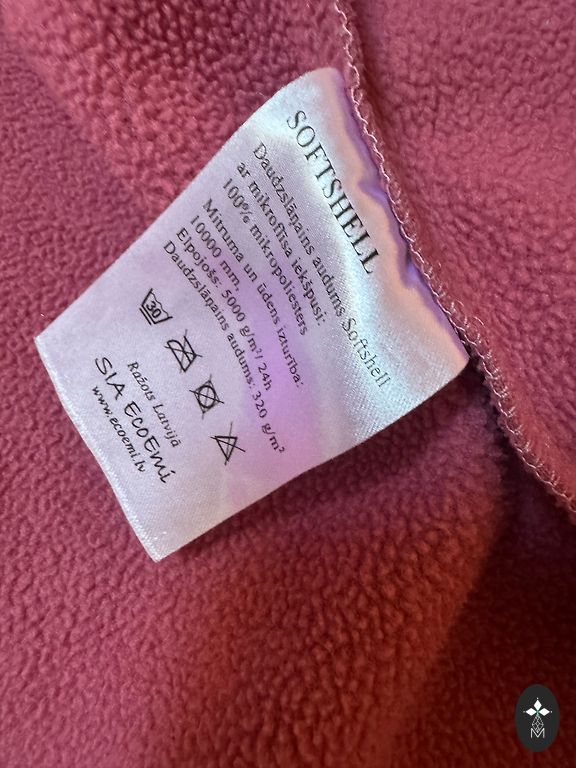 SOFTSHELL
Daudzslāņains audums Softshell
ar mikroflīsa iekšpusi:
100% mikropoliesters
Mitruma un ūdens izturība:
10000 mm.
Elpojošs: 5000 g/m²/ 24h
Daudzslāņains audums: 320 g/m²
30
Ražots Latvijā
SIA EcoEmi
www.ecoemi.lv
M